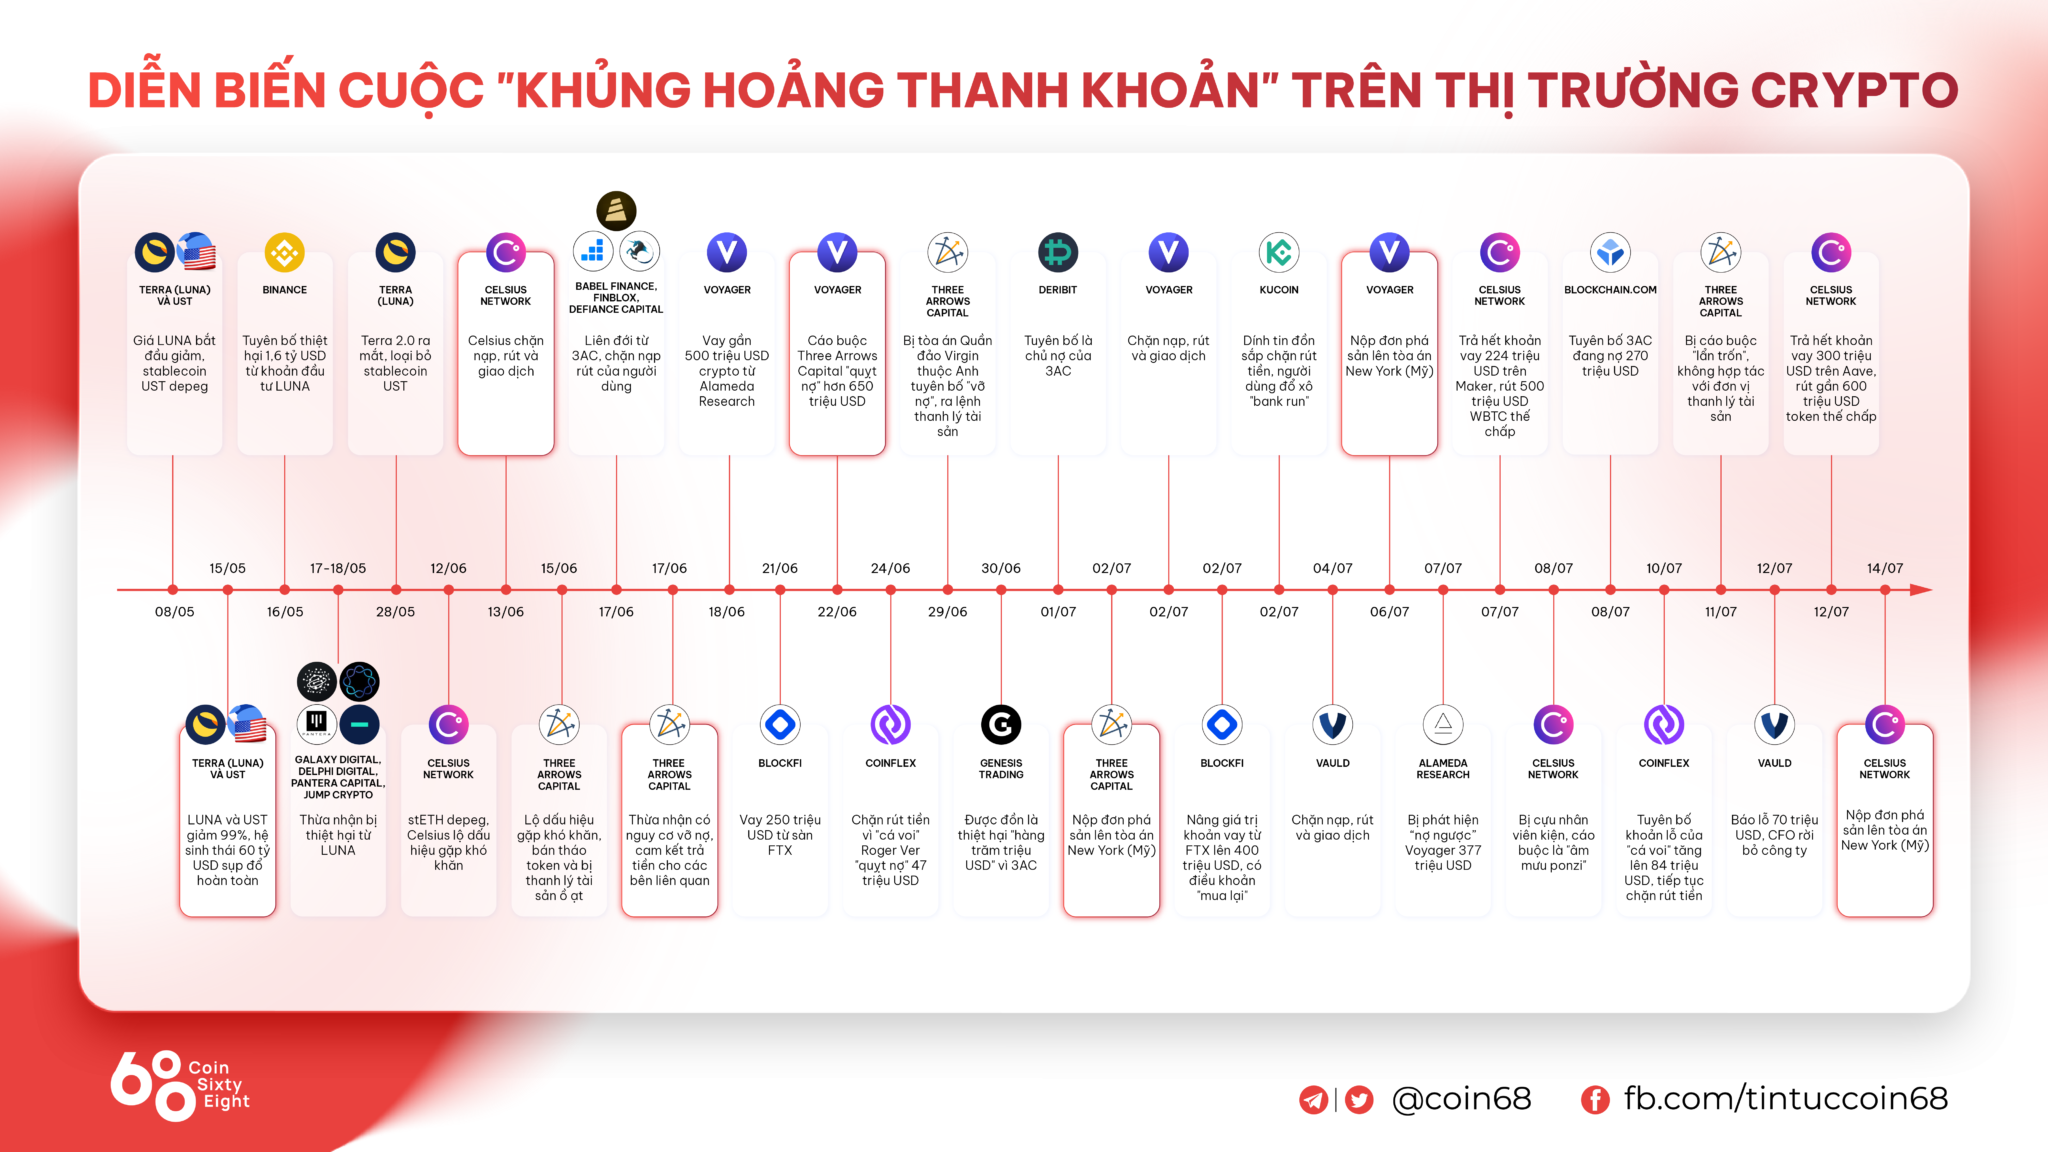 DIỄN BIẾN CUỘC "KHỦNG HOẢNG THANH KHOẢN" TRÊN THỊ TRƯỜNG CRYPTO
TERRA (LUNA)
VÀ UST
Giá LUNA bắt
đầu giảm,
stablecoin
UST depeg
BINANCE
Tuyên bố thiệt
hại 1,6 tỷ USD
từ khoản đầu
tư LUNA
TERRA
(LUNA)
Terra 2.0 ra
mắt, loại bỏ
stablecoin
UST
CELSIUS
NETWORK
Celsius chặn
nạp, rút và
giao dịch
BABEL FINANCE,
FINBLOX,
DEFIANCE CAPITAL
Liên đới từ
3AC, chặn nạp
rút của người
dùng
VOYAGER
Vay gần
500 triệu USD
crypto từ
Alameda
Research
VOYAGER
Cáo buộc
Three Arrows
Capital "quỵt
nợ" hơn 650
triệu USD
THREE
ARROWS
CAPITAL
Bị tòa án Quần
đảo Virgin
thuộc Anh
tuyên bố "vỡ
nợ", ra lệnh
thanh lý tài
sản
DERIBIT
Tuyên bố là
chủ nợ của
3AC
VOYAGER
Chặn nạp, rút
và giao dịch
KUCOIN
Dính tin đồn
sắp chặn rút
tiền, người
dùng đổ xô
"bank run"
VOYAGER
Nộp đơn phá
sản lên tòa án
New York (Mỹ)
CELSIUS
NETWORK
Trả hết khoản
vay 224 triệu
USD trên
Maker, rút 500
triệu USD
WBTC thế
chấp
BLOCKCHAIN.COM
Tuyên bố 3AC
đang nợ 270
triệu USD
THREE
ARROWS
CAPITAL
Bị cáo buộc
"lẩn trốn",
không hợp tác
với đơn vị
thanh lý tài
sản
CELSIUS
NETWORK
Trả hết khoản
vay 300 triệu
USD trên Aave,
rút gần 600
triệu USD
token thế chấp
15/05 17-18/05 12/06 15/06 17/06 21/06 24/06 30/06 02/07 02/07 04/07 07/07 08/07 10/07 12/07 14/07
08/05 16/05 28/05 13/06 17/06 18/06 22/06 29/06 01/07 02/07 02/07 06/07 07/07 08/07 11/07 12/07
TERRA (LUNA)
VÀ UST
LUNA và UST
giảm 99%, hệ
sinh thái 60 tỷ
USD sụp đổ
hoàn toàn
PANTERA
GALAXY DIGITAL,
DELPHI DIGITAL,
PANTERA CAPITAL,
JUMP CRYPTO
Thừa nhận bị
thiệt hại từ
LUNA
CELSIUS
NETWORK
stETH depeg,
Celsius lộ dấu
hiệu gặp khó
khăn
THREE
ARROWS
CAPITAL
Lộ dấu hiệu
gặp khó khăn,
bán tháo
token và bị
thanh lý tài
sản ồ ạt
THREE
ARROWS
CAPITAL
Thừa nhận có
nguy cơ vỡ nợ,
cam kết trả
tiền cho các
bên liên quan
BLOCKFI
Vay 250 triệu
USD từ sàn
FTX
COINFLEX
Chặn rút tiền
vì "cá voi"
Roger Ver
"quỵt nợ" 47
triệu USD
GENESIS
TRADING
Được đồn là
thiệt hại "hàng
trăm triệu
USD" vì 3AC
THREE
ARROWS
CAPITAL
Nộp đơn phá
sản lên tòa án
New York (Mỹ)
BLOCKFI
Nâng giá trị
khoản vay từ
FTX lên 400
triệu USD, có
điều khoản
"mua lại"
VAULD
Chặn nạp, rút
và giao dịch
ALAMEDA
RESEARCH
Bị phát hiện
"nợ ngược"
Voyager 377
triệu USD
CELSIUS
NETWORK
Bị cựu nhân
viên kiện, cáo
buộc là "âm
mưu ponzi"
COINFLEX
Tuyên bố
khoản lỗ của
"cá voi" tăng
lên 84 triệu
USD, tiếp tục
chặn rút tiền
VAULD
Báo lỗ 70 triệu
USD, CFO rời
bỏ công ty
CELSIUS
NETWORK
Nộp đơn phá
sản lên tòa án
New York (Mỹ)
68 Coin
Sixty
Eight
@coin68
fb.com/tintuccoin68